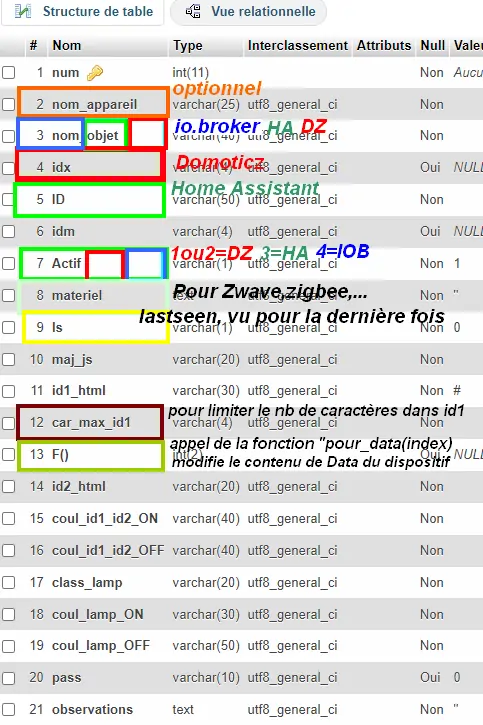 Structure de table Vue relationnelle
# Nom Type Interclassement Attributs Null Valeu
1 num int(11) Non Aucu
optionnel
2 nom_appareil varchar(25) utf8_general_ci Non
io.broker HA DZ
3 nom_objet utf8_general_ci Non
Domoticz
4 idx varchar(4) utf8_general_ci Oui NULL
Home Assistant
5 ID varchar(50) utf8_general_ci Non
6 idm varchar(4) utf8_general_ci Oui NULL
1ou2=DZ 3=HA 4=IOB
7 Actif varchar(1) utf8_general_ci Non 1
Pour Zwave zigbee,...
8 materiel text utf8_general_ci Non "
lastseen, vu pour la dernière fois
9 ls varchar(1) utf8_general_ci Non 0
10 maj_js varchar(20) utf8_general_ci Non
11 id1_html varchar(30) utf8_general_ci Non #
pour limiter le nb de caractères dans id1
12 car_max_id1 varchar(4) utf8_general_ci Non
appel de la fonction "pour_data(index)
13 F() int(2) Oui NULL
modifie le contenu de Data du dispositif
14 id2_html varchar(20) utf8_general_ci Non
15 coul_id1_id2_ON varchar(40) utf8_general_ci Non
16 coul_id1_id2_OFF varchar(40) utf8_general_ci Non
17 class_lamp varchar(20) utf8_general_ci Non
18 coul_lamp_ON varchar(30) utf8_general_ci Non
19 coul_lamp_OFF varchar(50) utf8_general_ci Non
20 pass varchar(10) utf8_general_ci Oui 0
21 observations text utf8_general_ci Non "